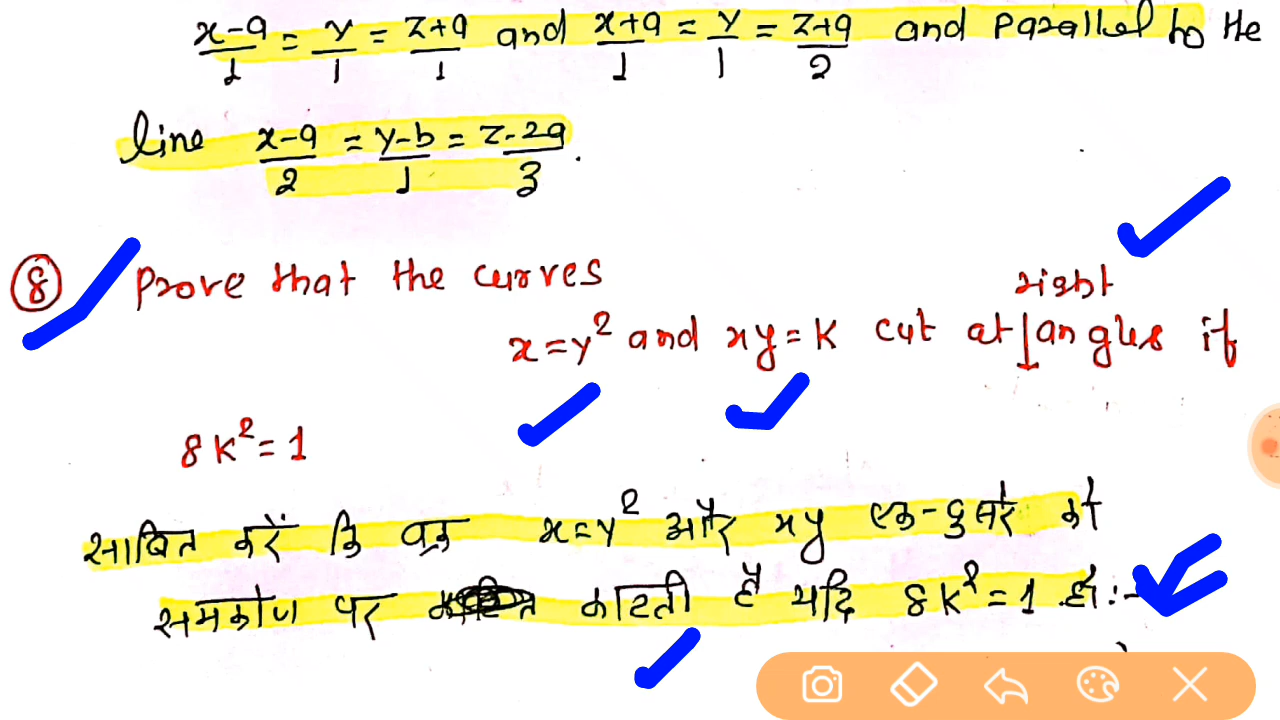 x-a/1 = y/1 = z+a/1 and x+a/1 = y/1 = z+a/2 and parallel to the
line x-a/2 = y-b/1 = z-2a/3 .
⑧ Prove that the curves
x=y² and xy=K cut at right angles if
8K²=1
साबित करें कि वक्र x=y² और xy एक-दुसरे को
समकोण पर काटती है यदि 8K²=1 हो:-